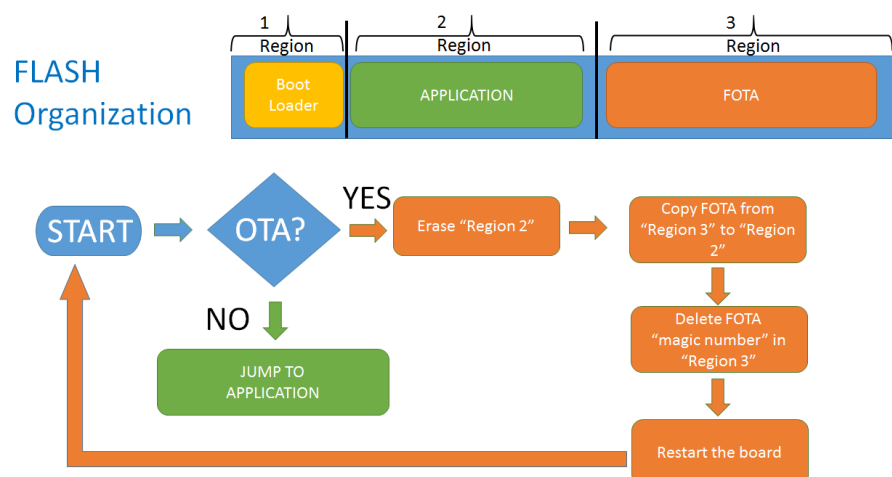 1
2
3
Region
Region
Region
FLASH
Organization
Boot
Loader
APPLICATION
FOTA
START
OTA?
YES
Erase “Region 2”
Copy FOTA from
“Region 3” to “Region
2”
NO
JUMP TO
APPLICATION
Delete FOTA
“magic number” in
“Region 3”
Restart the board